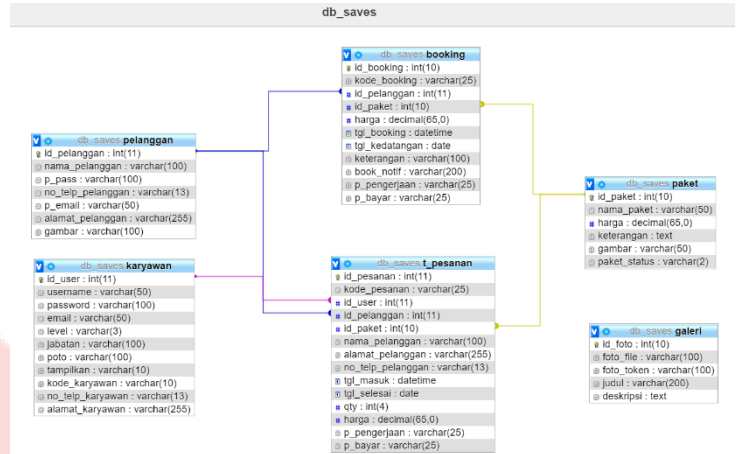 db_saves
db_saves booking
id_booking : int(10)
kode_booking : varchar(25)
id_pelanggan : int(11)
id_paket : int(10)
harga : decimal(65,0)
tgl_booking : datetime
tgl_kedatangan : date
keterangan : varchar(100)
book_notif : varchar(200)
p_pengerjaan : varchar(25)
p_bayar : varchar(25)
db_saves pelanggan
id_pelanggan : int(11)
nama_pelanggan : varchar(100)
p_pass : varchar(100)
no_telp_pelanggan : varchar(13)
p_email : varchar(50)
alamat_pelanggan : varchar(255)
gambar : varchar(100)
db_saves paket
id_paket : int(10)
nama_paket : varchar(50)
harga : decimal(65,0)
keterangan : text
gambar : varchar(50)
paket_status : varchar(2)
db_saves karyawan
id_user : int(11)
username : varchar(50)
password : varchar(100)
email : varchar(50)
level : varchar(3)
jabatan : varchar(100)
poto : varchar(100)
tampilkan : varchar(10)
kode_karyawan : varchar(10)
no_telp_karyawan : varchar(13)
alamat_karyawan : varchar(255)
db_saves t_pesanan
id_pesanan : int(11)
kode_pesanan : varchar(25)
id_user : int(11)
id_pelanggan : int(11)
id_paket : int(10)
nama_pelanggan : varchar(100)
alamat_pelanggan : varchar(255)
no_telp_pelanggan : varchar(13)
tgl_masuk : datetime
tgl_selesai : date
qty : int(4)
harga : decimal(65,0)
p_pengerjaan : varchar(25)
p_bayar : varchar(25)
db_saves galeri
id_foto : int(10)
foto_file : varchar(100)
foto_token : varchar(100)
judul : varchar(200)
deskripsi : text